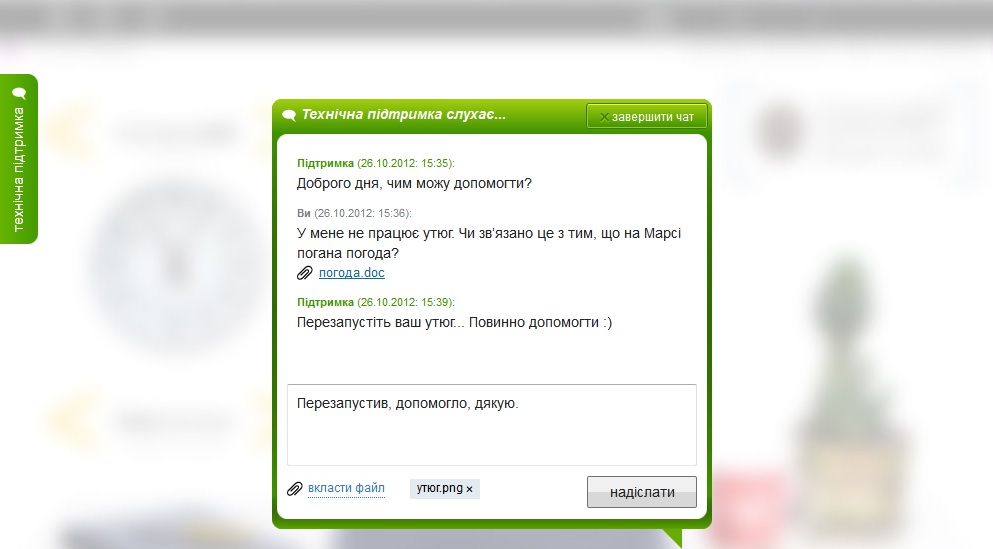 технічна підтримка
Технічна підтримка слухає...
завершити чат
Підтримка (26.10.2012: 15:35):
Доброго дня, чим можу допомогти?
Ви (26.10.2012: 15:36):
У мене не працює утюг. Чи зв'язано це з тим, що на Марсі
погана погода?
погода.doc
Підтримка (26.10.2012: 15:39):
Перезапустіть ваш утюг... Повинно допомогти :)
Перезапустив, допомогло, дякую.
вкласти файл
утюг.png ×
надіслати